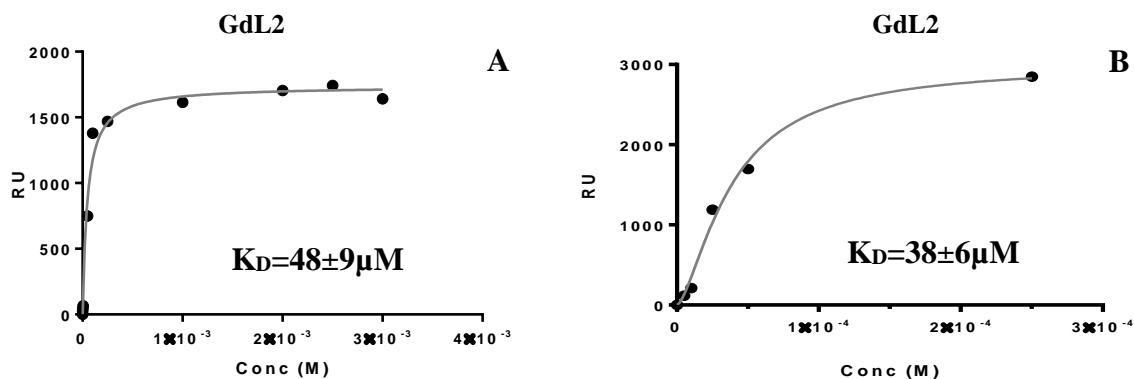 GdL2
A
2000
1500
1000
500
0
RU
K_D=48±9µM
0 1✖10⁻³ 2✖10⁻³ 3✖10⁻³ 4✖10⁻³
Conc (M)
GdL2
B
3000
2000
1000
0
RU
K_D=38±6µM
0 1✖10⁻⁴ 2✖10⁻⁴ 3✖10⁻⁴
Conc (M)